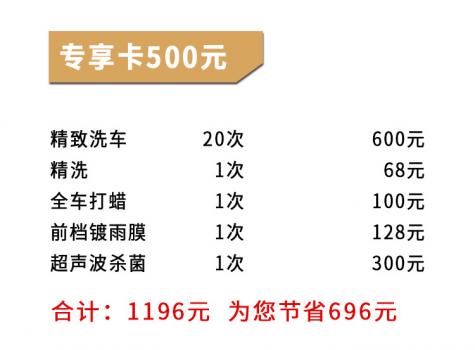 专享卡500元
精致洗车 20次 600元
精洗 1次 68元
全车打蜡 1次 100元
前档镀雨膜 1次 128元
超声波杀菌 1次 300元
合计：1196元 为您节省696元